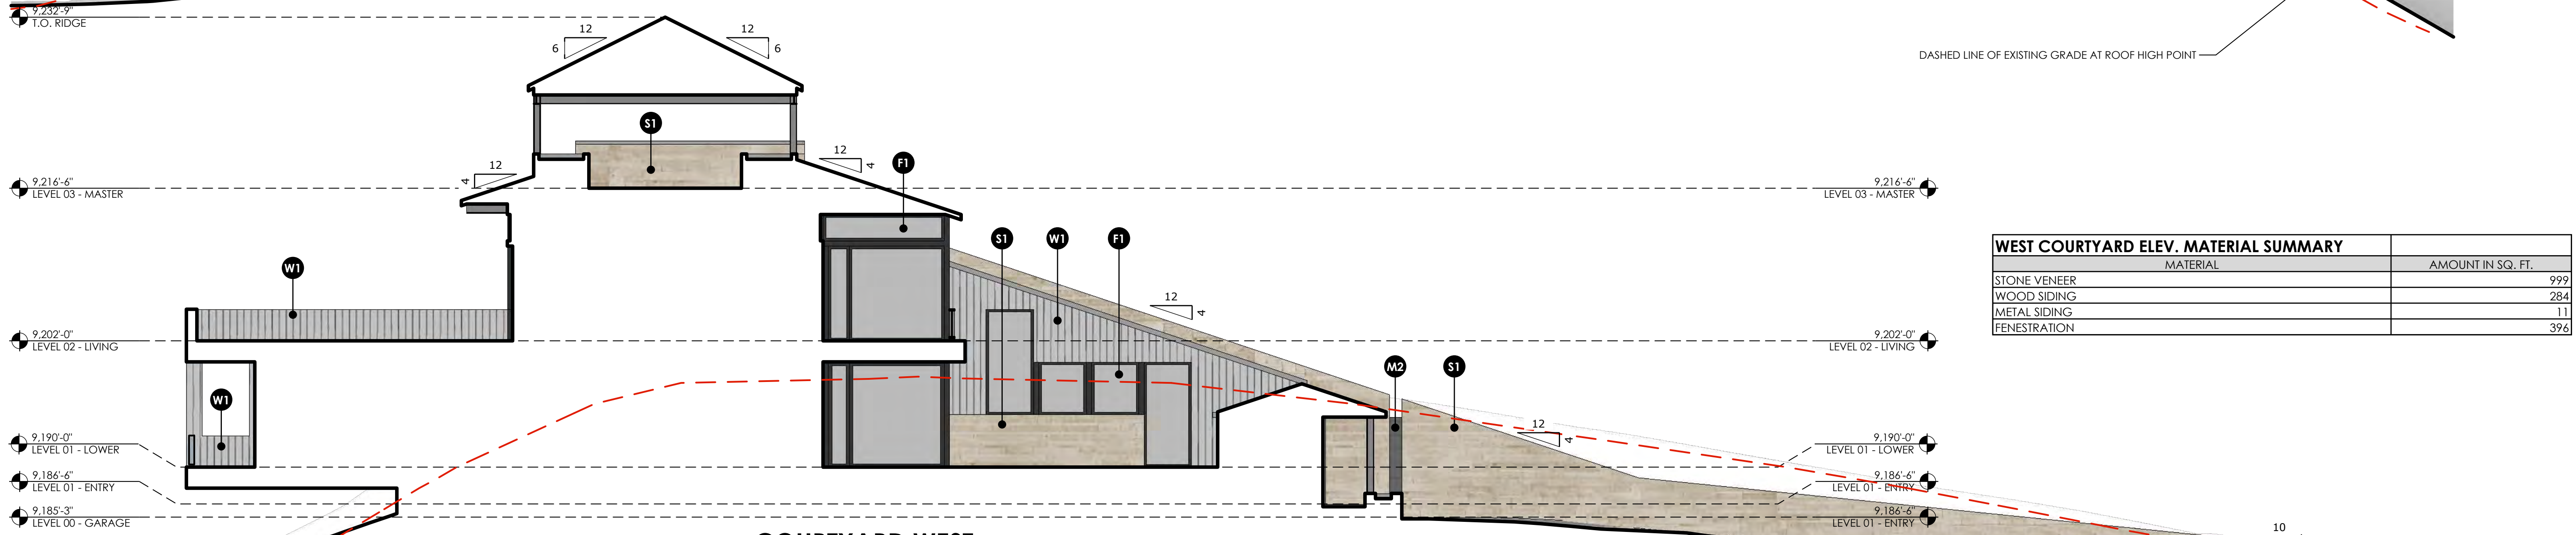 9,232'-9"
T.O. RIDGE
12
6
12
6
DASHED LINE OF EXISTING GRADE AT ROOF HIGH POINT
S1
12
4
12
4
F1
9,216'-6"
LEVEL 03 - MASTER
9,216'-6"
LEVEL 03 - MASTER
S1
W1
F1
W1
WEST COURTYARD ELEV. MATERIAL SUMMARY
MATERIAL AMOUNT IN SQ. FT.
STONE VENEER 999
WOOD SIDING 284
METAL SIDING 11
FENESTRATION 396
12
4
9,202'-0"
LEVEL 02 - LIVING
9,202'-0"
LEVEL 02 - LIVING
M2
S1
W1
12
4
9,190'-0"
LEVEL 01 - LOWER
9,190'-0"
LEVEL 01 - LOWER
9,186'-6"
LEVEL 01 - ENTRY
9,186'-6"
LEVEL 01 - ENTRY
9,185'-3"
LEVEL 00 - GARAGE
9,186'-6"
LEVEL 01 - ENTRY
10
COURTYARD WEST